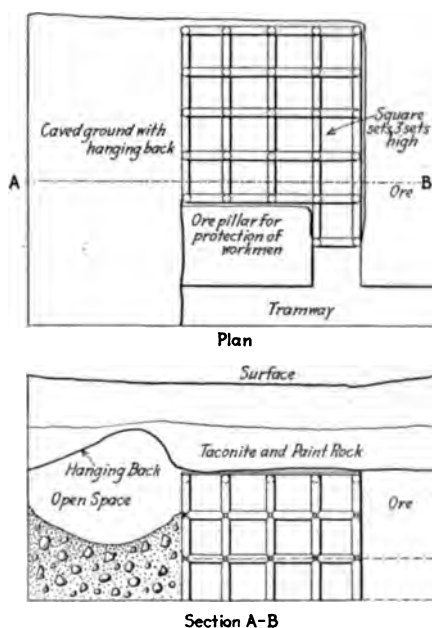 Caved ground with
hanging back
Square
sets, 3 sets
high
A
B
Ore
Ore pillar for
protection of
workmen
Tramway
Plan
Surface
Taconite and Paint Rock
Hanging Back
Open Space
Ore
Section A-B